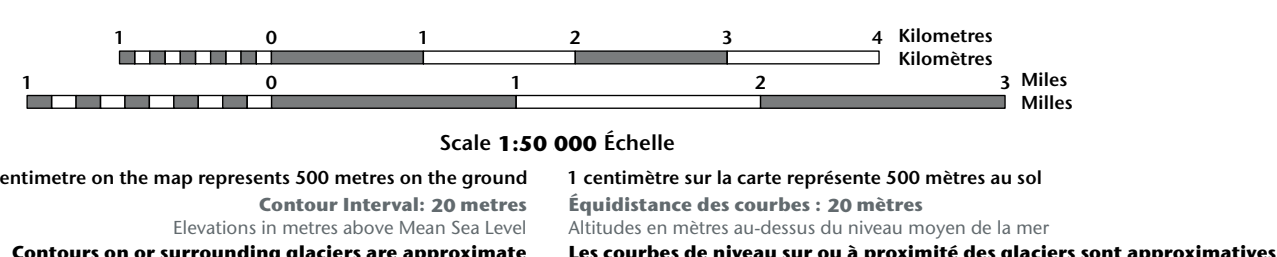 1 0 1 2 3 4 Kilometres
Kilomètres
1 0 1 2 3 Miles
Milles
Scale 1:50 000 Échelle
entimetre on the map represents 500 metres on the ground
Contour Interval: 20 metres
Elevations in metres above Mean Sea Level
Contours on or surrounding glaciers are approximate
1 centimètre sur la carte représente 500 mètres au sol
Équidistance des courbes : 20 mètres
Altitudes en mètres au-dessus du niveau moyen de la mer
Les courbes de niveau sur ou à proximité des glaciers sont approximatives